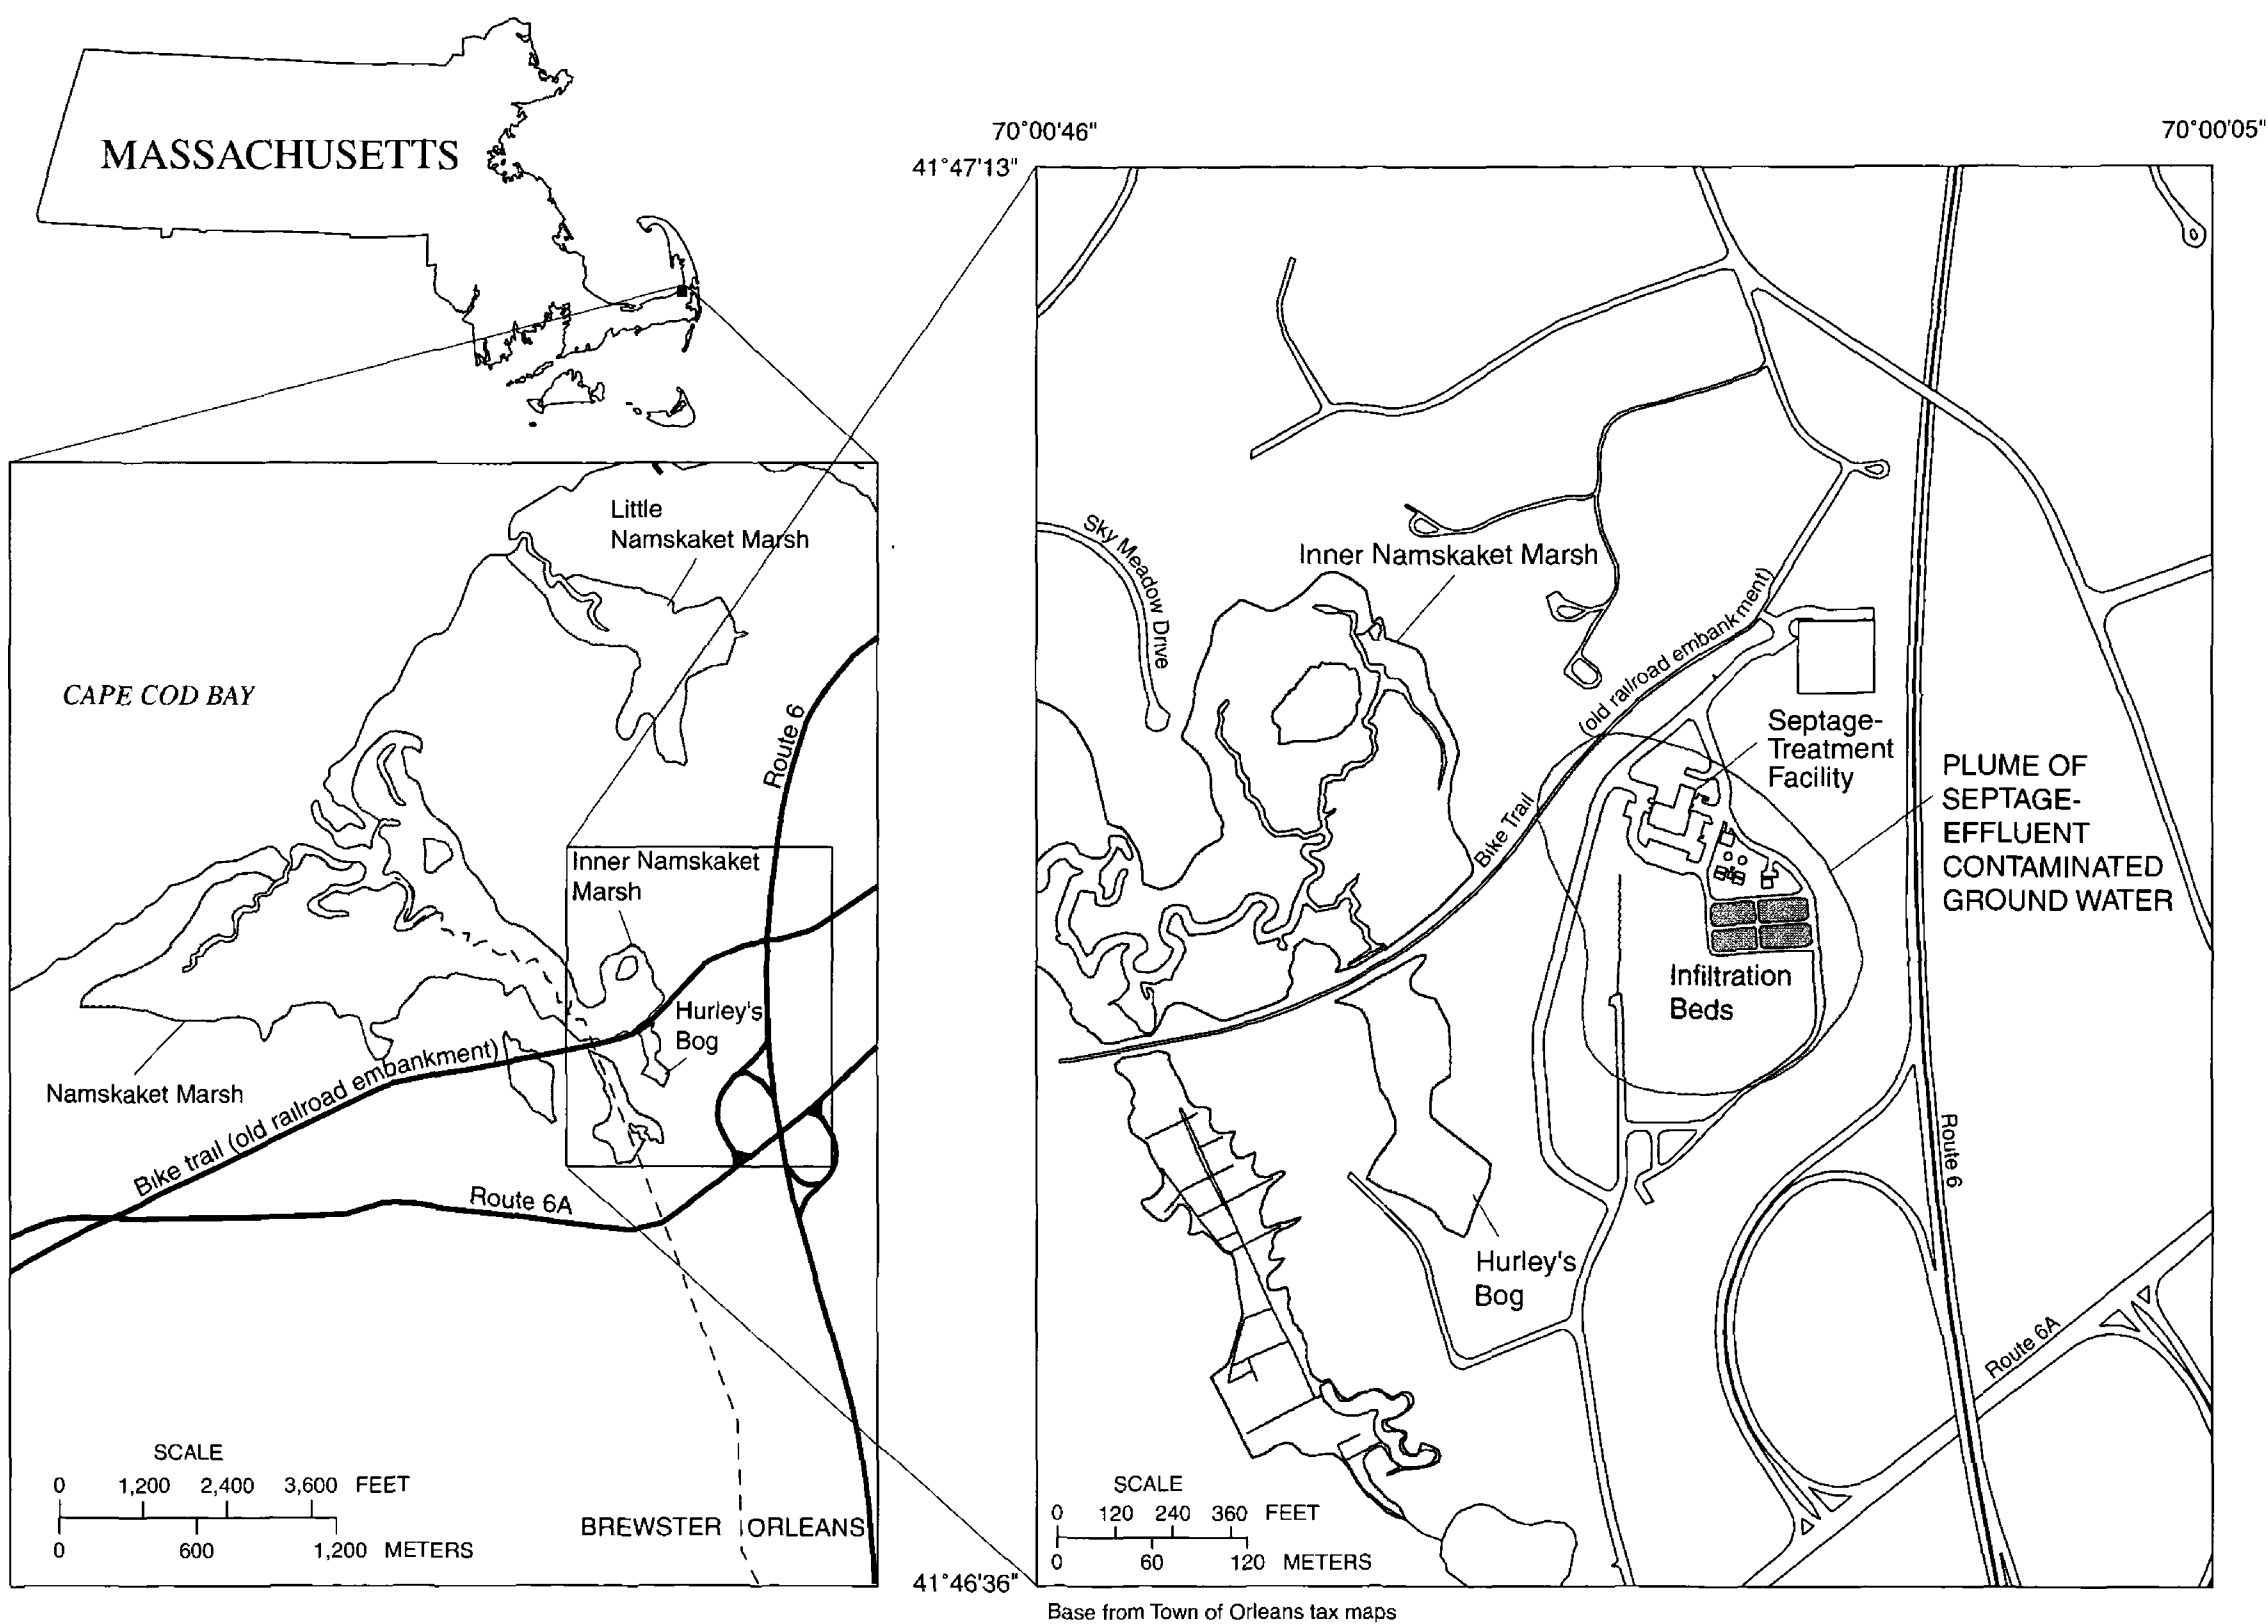 MASSACHUSETTS
70°00'46"
70°00'05"
41°47'13"
Little
Namskaket Marsh
CAPE COD BAY
Route 6
Inner Namskaket
Marsh
Hurley's
Bog
Namskaket Marsh
Bike trail (old railroad embankment)
Route 6A
SCALE
0 1,200 2,400 3,600 FEET
0 600 1,200 METERS
BREWSTER ORLEANS
Sky Meadow Drive
Inner Namskaket Marsh
Bike Trail (old railroad embankment)
Septage-
Treatment
Facility
PLUME OF
SEPTAGE-
EFFLUENT
CONTAMINATED
GROUND WATER
Infiltration
Beds
Route 6
Hurley's
Bog
Route 6A
SCALE
0 120 240 360 FEET
0 60 120 METERS
41°46'36"
Base from Town of Orleans tax maps